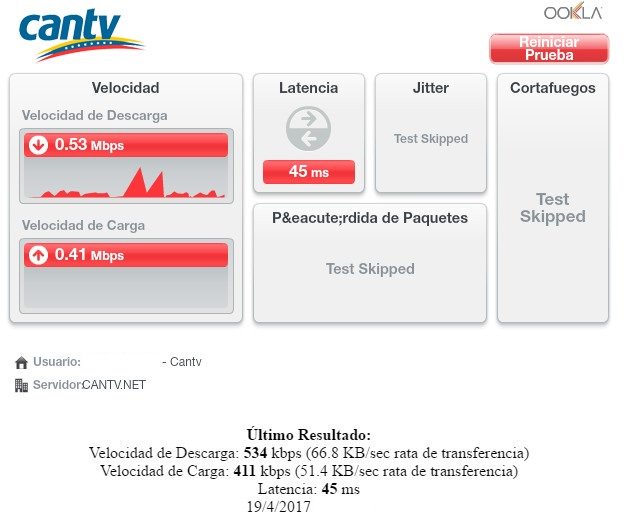 cantv
OOKLA
Reiniciar
Prueba
Velocidad
Velocidad de Descarga
0.53 Mbps
Velocidad de Carga
0.41 Mbps
Latencia
45 ms
Jitter
Test Skipped
P&eacute;rdida de Paquetes
Test Skipped
Cortafuegos
Test
Skipped
Usuario: - Cantv
Servidor:CANTV.NET
Último Resultado:
Velocidad de Descarga: 534 kbps (66.8 KB/sec rata de transferencia)
Velocidad de Carga: 411 kbps (51.4 KB/sec rata de transferencia)
Latencia: 45 ms
19/4/2017